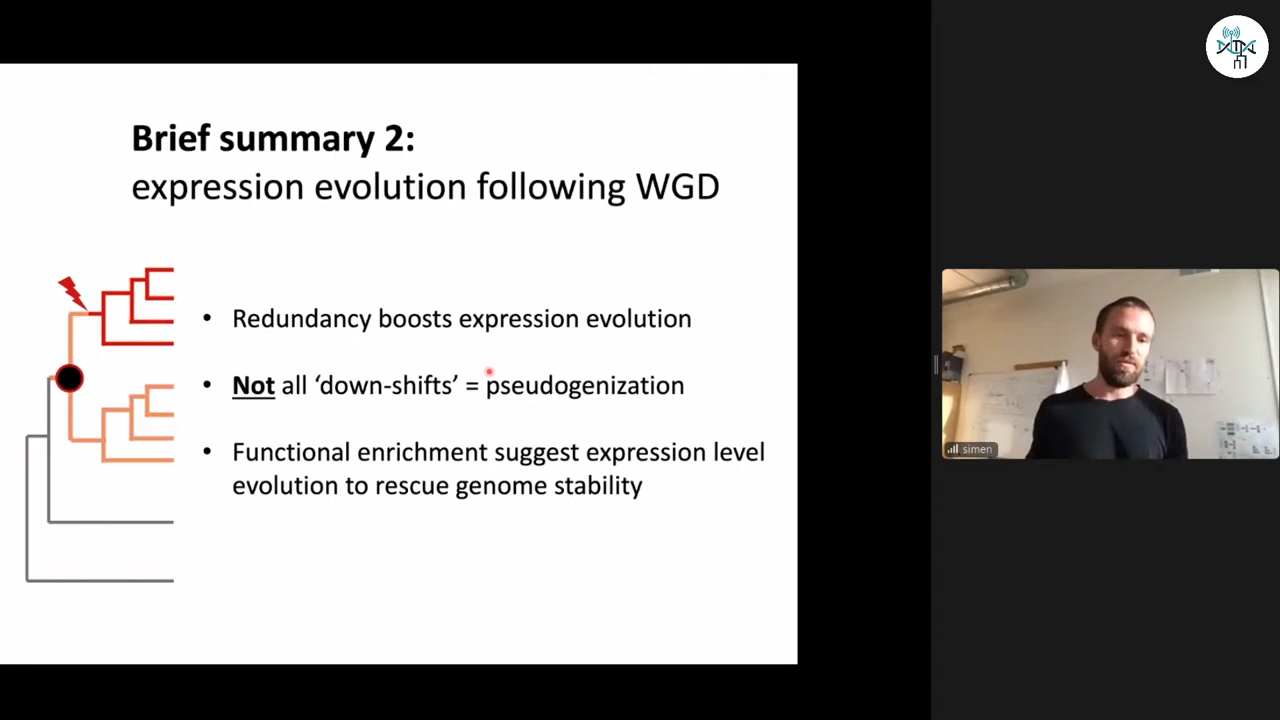 Brief summary 2:
expression evolution following WGD
• Redundancy boosts expression evolution
• Not all ‘down-shifts’ = pseudogenization
• Functional enrichment suggest expression level
evolution to rescue genome stability
simen